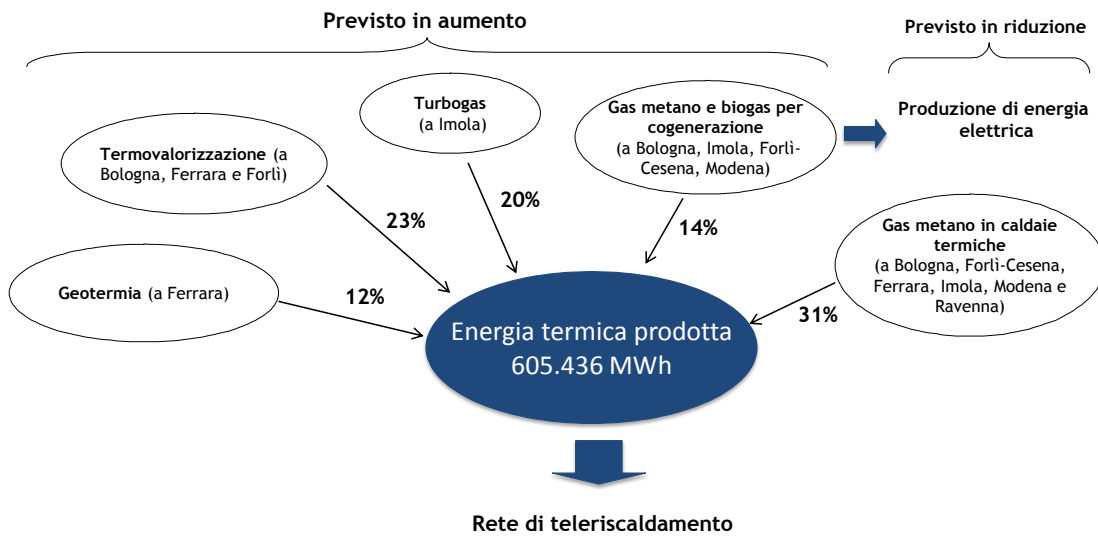 Previsto in aumento
Previsto in riduzione
Turbogas
(a Imola)
Gas metano e biogas per
cogenerazione
(a Bologna, Imola, Forlì-
Cesena, Modena)
Produzione di energia
elettrica
Termovalorizzazione (a
Bologna, Ferrara e Forlì)
20%
23%
14%
Gas metano in caldaie
termiche
(a Bologna, Forlì-Cesena,
Ferrara, Imola, Modena e
Ravenna)
Geotermia (a Ferrara)
12%
31%
Energia termica prodotta
605.436 MWh
Rete di teleriscaldamento